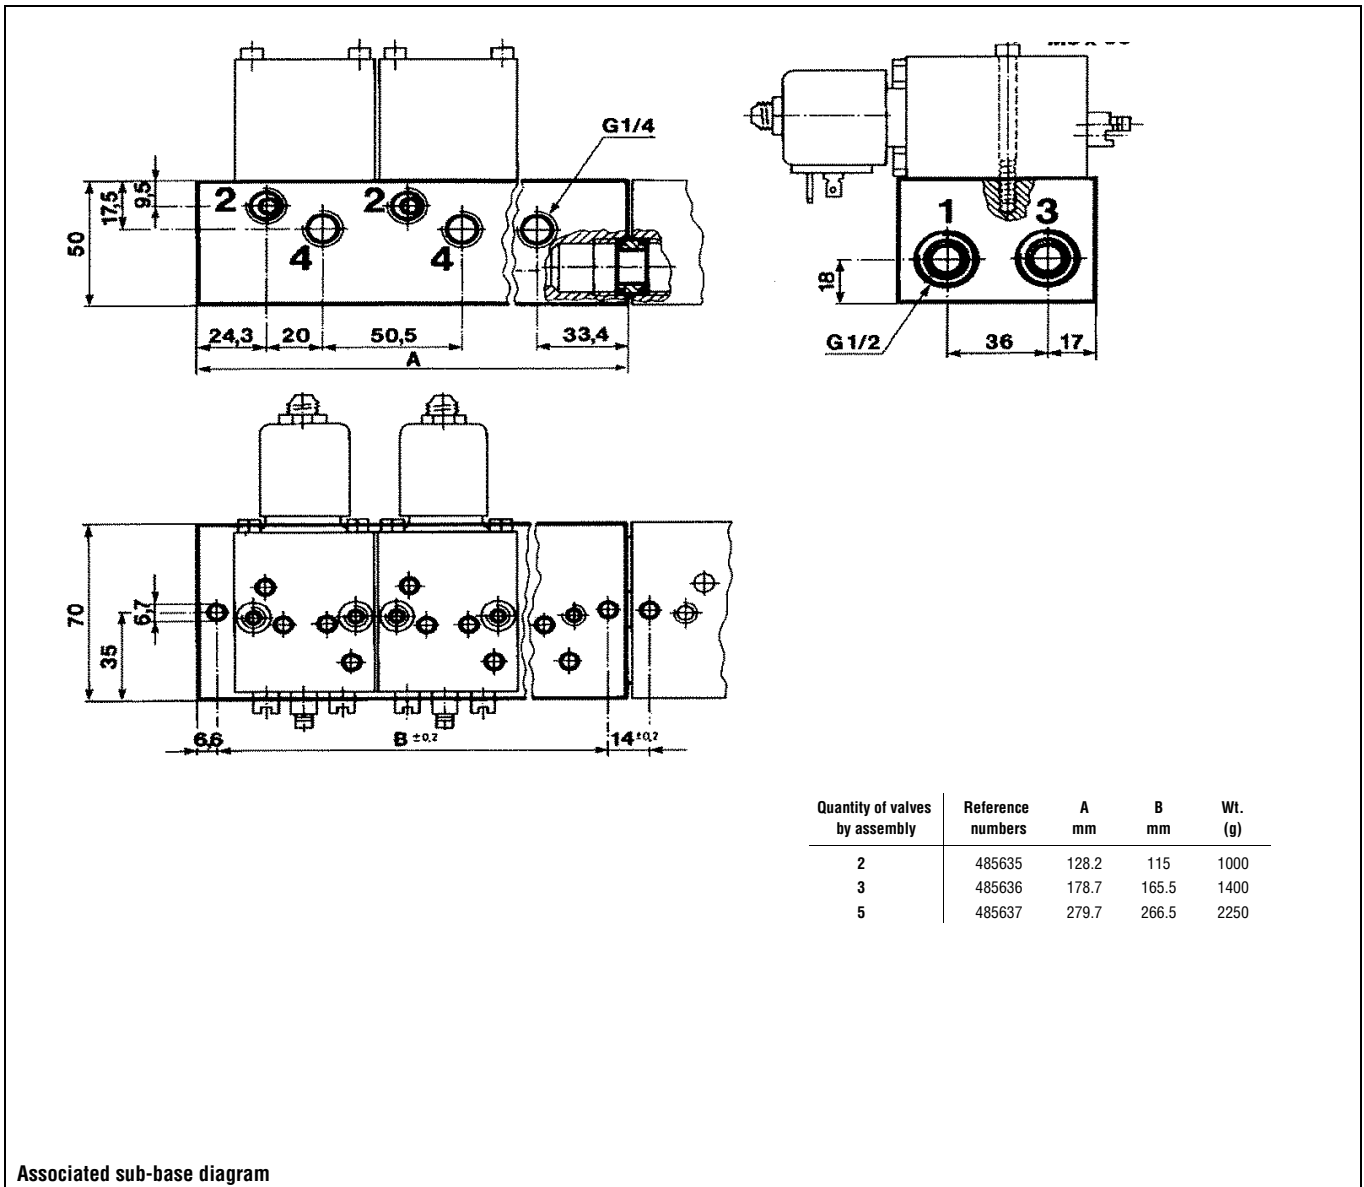 G1/4
9,5
17,5
50
2
2
4
4
24,3
20
50,5
33,4
A
1
3
18
G1/2
36
17
70
6,7
35
6,6
B ±0,2
14 ±0,2
Quantity of valves by assembly
Reference numbers
A mm
B mm
Wt. (g)
2 485635 128.2 115 1000
3 485636 178.7 165.5 1400
5 485637 279.7 266.5 2250
Associated sub-base diagram